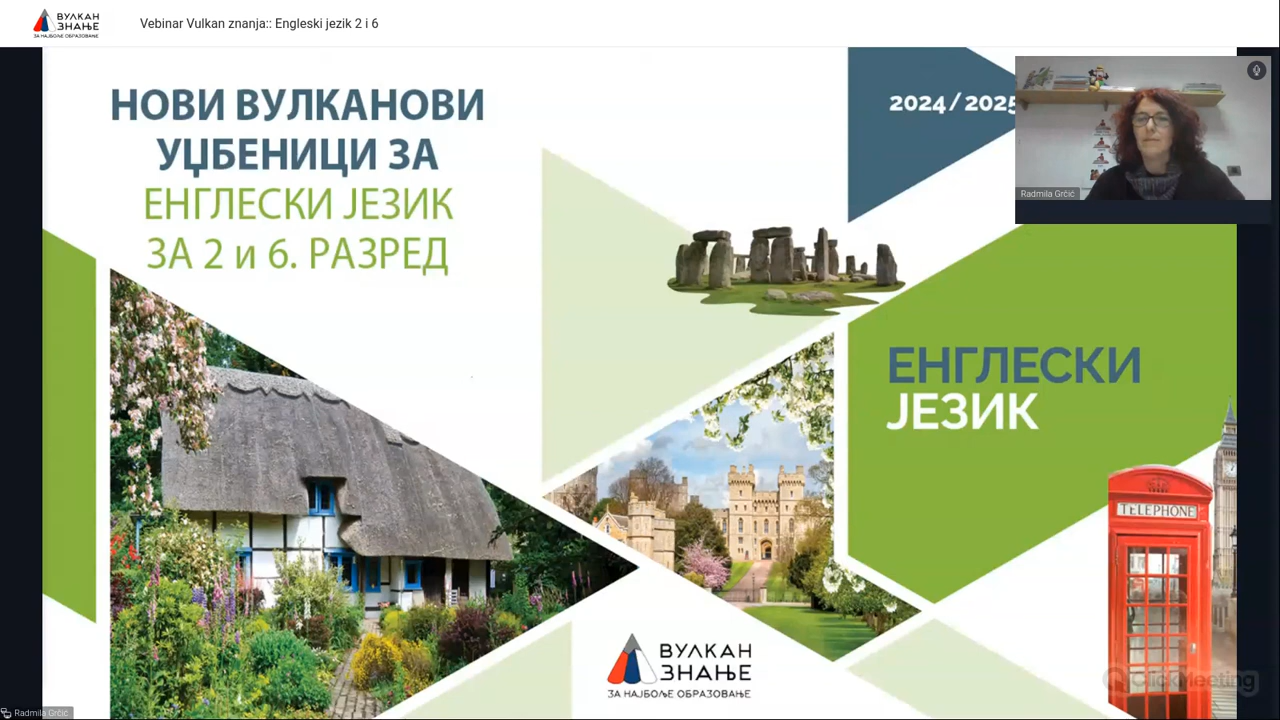 ВУЛКАН
ЗНАЊЕ
ЗА НАЈБОЉЕ ОБРАЗОВАЊЕ
Vebinar Vulkan znanja:: Engleski jezik 2 i 6
НОВИ ВУЛКАНОВИ
УЏБЕНИЦИ ЗА
ЕНГЛЕСКИ ЈЕЗИК
ЗА 2 и 6. РАЗРЕД
2024/2025
Radmila Grčić
ЕНГЛЕСКИ
ЈЕЗИК
TELEPHONE
ВУЛКАН
ЗНАЊЕ
ЗА НАЈБОЉЕ ОБРАЗОВАЊЕ
ClickMeeting
Radmila Grčić